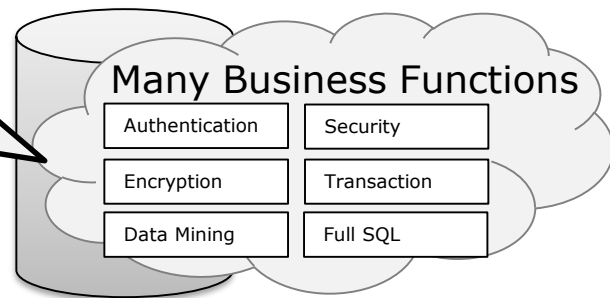 Many Business Functions
Authentication
Security
Encryption
Transaction
Data Mining
Full SQL